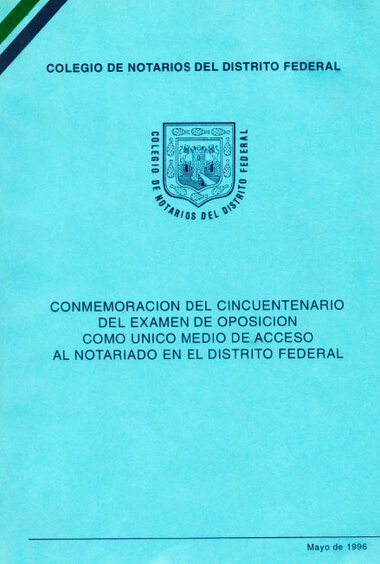 COLEGIO DE NOTARIOS DEL DISTRITO FEDERAL
COLEGIO DE NOTARIOS DEL DISTRITO FEDERAL
CONMEMORACION DEL CINCUENTENARIO
DEL EXAMEN DE OPOSICION
COMO UNICO MEDIO DE ACCESO
AL NOTARIADO EN EL DISTRITO FEDERAL
Mayo de 1996